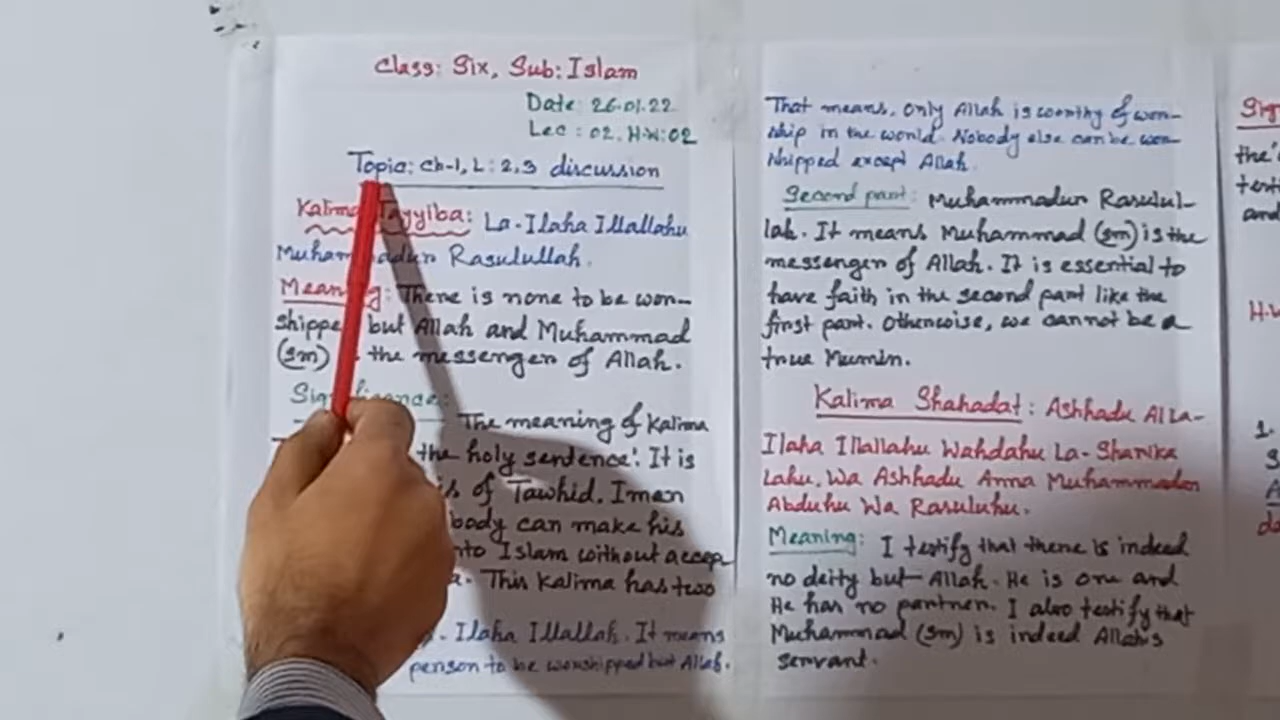 Class: Six, Sub: Islam
Date: 26.01.22
Lec : 02. H.W: 02
Topic: Ch-1, L: 2,3 discussion
Kalima Tayyiba: La-Ilaha Illallahu
Muhammadur Rasulullah.
Meaning: There is none to be wor-
shipped but Allah and Muhammad
(sm) the messenger of Allah.
Significance: The meaning of Kalima
the holy sentence'. It is
of Tawhid. Iman
body can make his
into Islam without accep
This Kalima has two
Ilaha Illallah. It means
person to be worshipped but Allah.
That means, only Allah is worthy of wor-
ship in the world. Nobody else can be wor-
shipped except Allah.
Second part: Muhammadur Rasulul-
lah. It means Muhammad (sm) is the
messenger of Allah. It is essential to
have faith in the second part like the
first part. Otherwise, we cannot be a
true Mumin.
Kalima Shahadat: Ashhadu Al La-
Ilaha Illallahu Wahdahu La-Sharika
Lahu, Wa Ashhadu Anna Muhammadan
Abduhu Wa Rasuluhu.
Meaning: I testify that there is indeed
no deity but Allah. He is one and
He has no partner. I also testify that
Muhammad (sm) is indeed Allah's
servant.
Sig
the
testi
and
H.W
1.